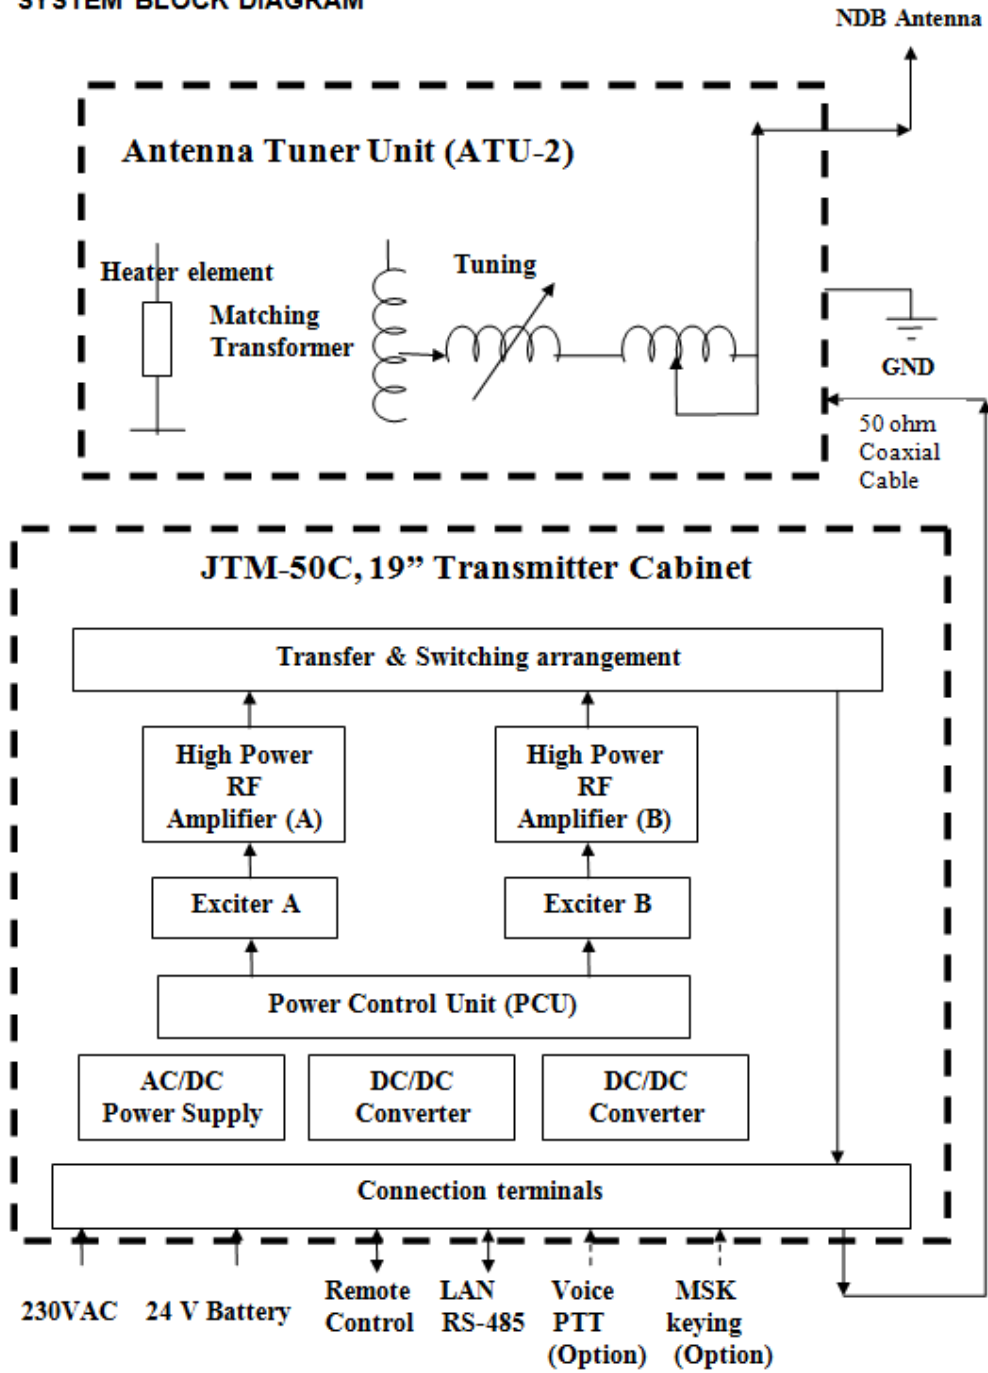 SYSTEM BLOCK DIAGRAM
NDB Antenna
Antenna Tuner Unit (ATU-2)
Heater element
Tuning
Matching
Transformer
GND
50 ohm
Coaxial
Cable
JTM-50C, 19” Transmitter Cabinet
Transfer & Switching arrangement
High Power
RF
Amplifier (A)
High Power
RF
Amplifier (B)
Exciter A
Exciter B
Power Control Unit (PCU)
AC/DC
Power Supply
DC/DC
Converter
DC/DC
Converter
Connection terminals
230VAC
24 V Battery
Remote
Control
LAN
RS-485
Voice
PTT
(Option)
MSK
keying
(Option)